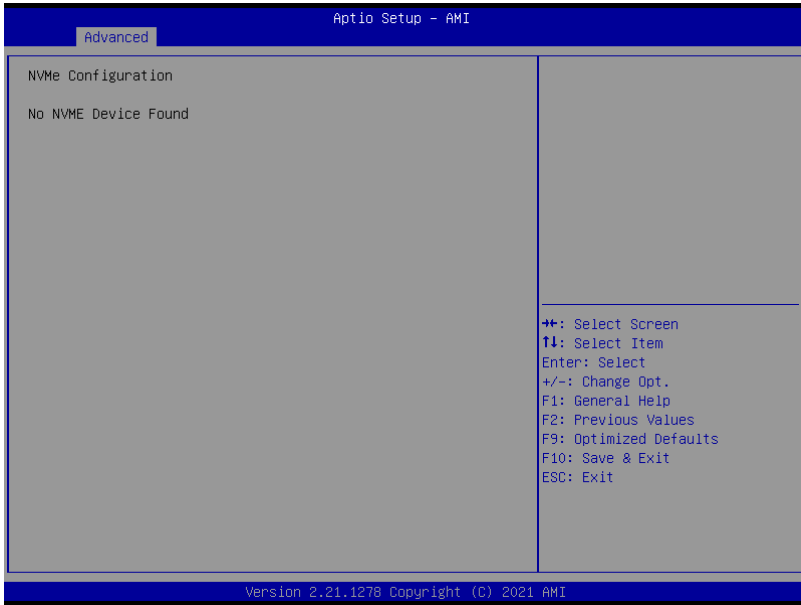 Aptio Setup – AMI
Advanced
NVMe Configuration
No NVME Device Found
→←: Select Screen
↑↓: Select Item
Enter: Select
+/-: Change Opt.
F1: General Help
F2: Previous Values
F9: Optimized Defaults
F10: Save & Exit
ESC: Exit
Version 2.21.1278 Copyright (C) 2021 AMI